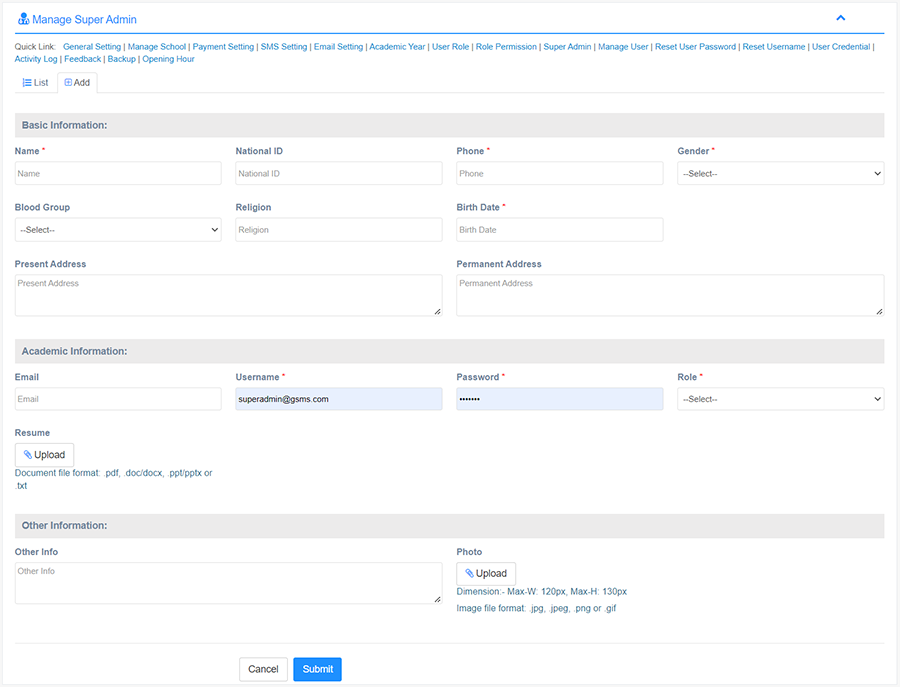 Manage Super Admin
Quick Link: General Setting | Manage School | Payment Setting | SMS Setting | Email Setting | Academic Year | User Role | Role Permission | Super Admin | Manage User | Reset User Password | Reset Username | User Credential |
Activity Log | Feedback | Backup | Opening Hour
List Add
Basic Information:
Name * National ID Phone * Gender *
Name National ID Phone --Select--
Blood Group Religion Birth Date *
--Select-- Religion Birth Date
Present Address Permanent Address
Present Address Permanent Address
Academic Information:
Email Username * Password * Role *
Email superadmin@gsms.com ••••••• --Select--
Resume
Upload
Document file format: .pdf, .doc/docx, .ppt/pptx or
.txt
Other Information:
Other Info Photo
Other Info
Upload
Dimension:- Max-W: 120px, Max-H: 130px
Image file format: .jpg, .jpeg, .png or .gif
Cancel Submit